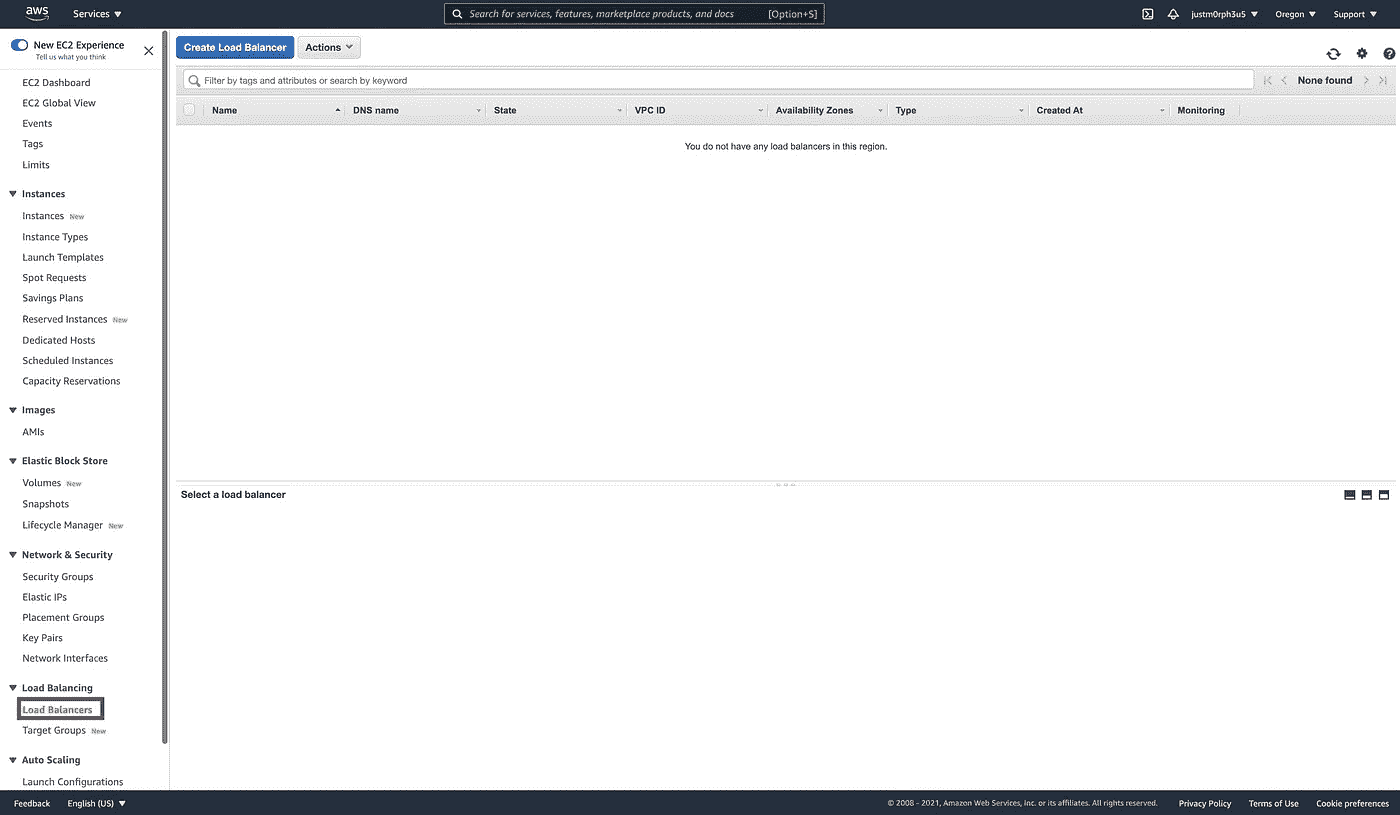 aws Services Search for services, features, marketplace products, and docs [Option+S] justm0rph3u5 Oregon Support
New EC2 Experience
Tell us what you think
EC2 Dashboard
EC2 Global View
Events
Tags
Limits
Instances
Instances New
Instance Types
Launch Templates
Spot Requests
Savings Plans
Reserved Instances New
Dedicated Hosts
Scheduled Instances
Capacity Reservations
Images
AMIs
Elastic Block Store
Volumes New
Snapshots
Lifecycle Manager New
Network & Security
Security Groups
Elastic IPs
Placement Groups
Key Pairs
Network Interfaces
Load Balancing
Load Balancers
Target Groups New
Auto Scaling
Launch Configurations
Create Load Balancer Actions
Filter by tags and attributes or search by keyword None found
Name DNS name State VPC ID Availability Zones Type Created At Monitoring
You do not have any load balancers in this region.
Select a load balancer
Feedback English (US) © 2008 - 2021, Amazon Web Services, Inc. or its affiliates. All rights reserved. Privacy Policy Terms of Use Cookie preferences